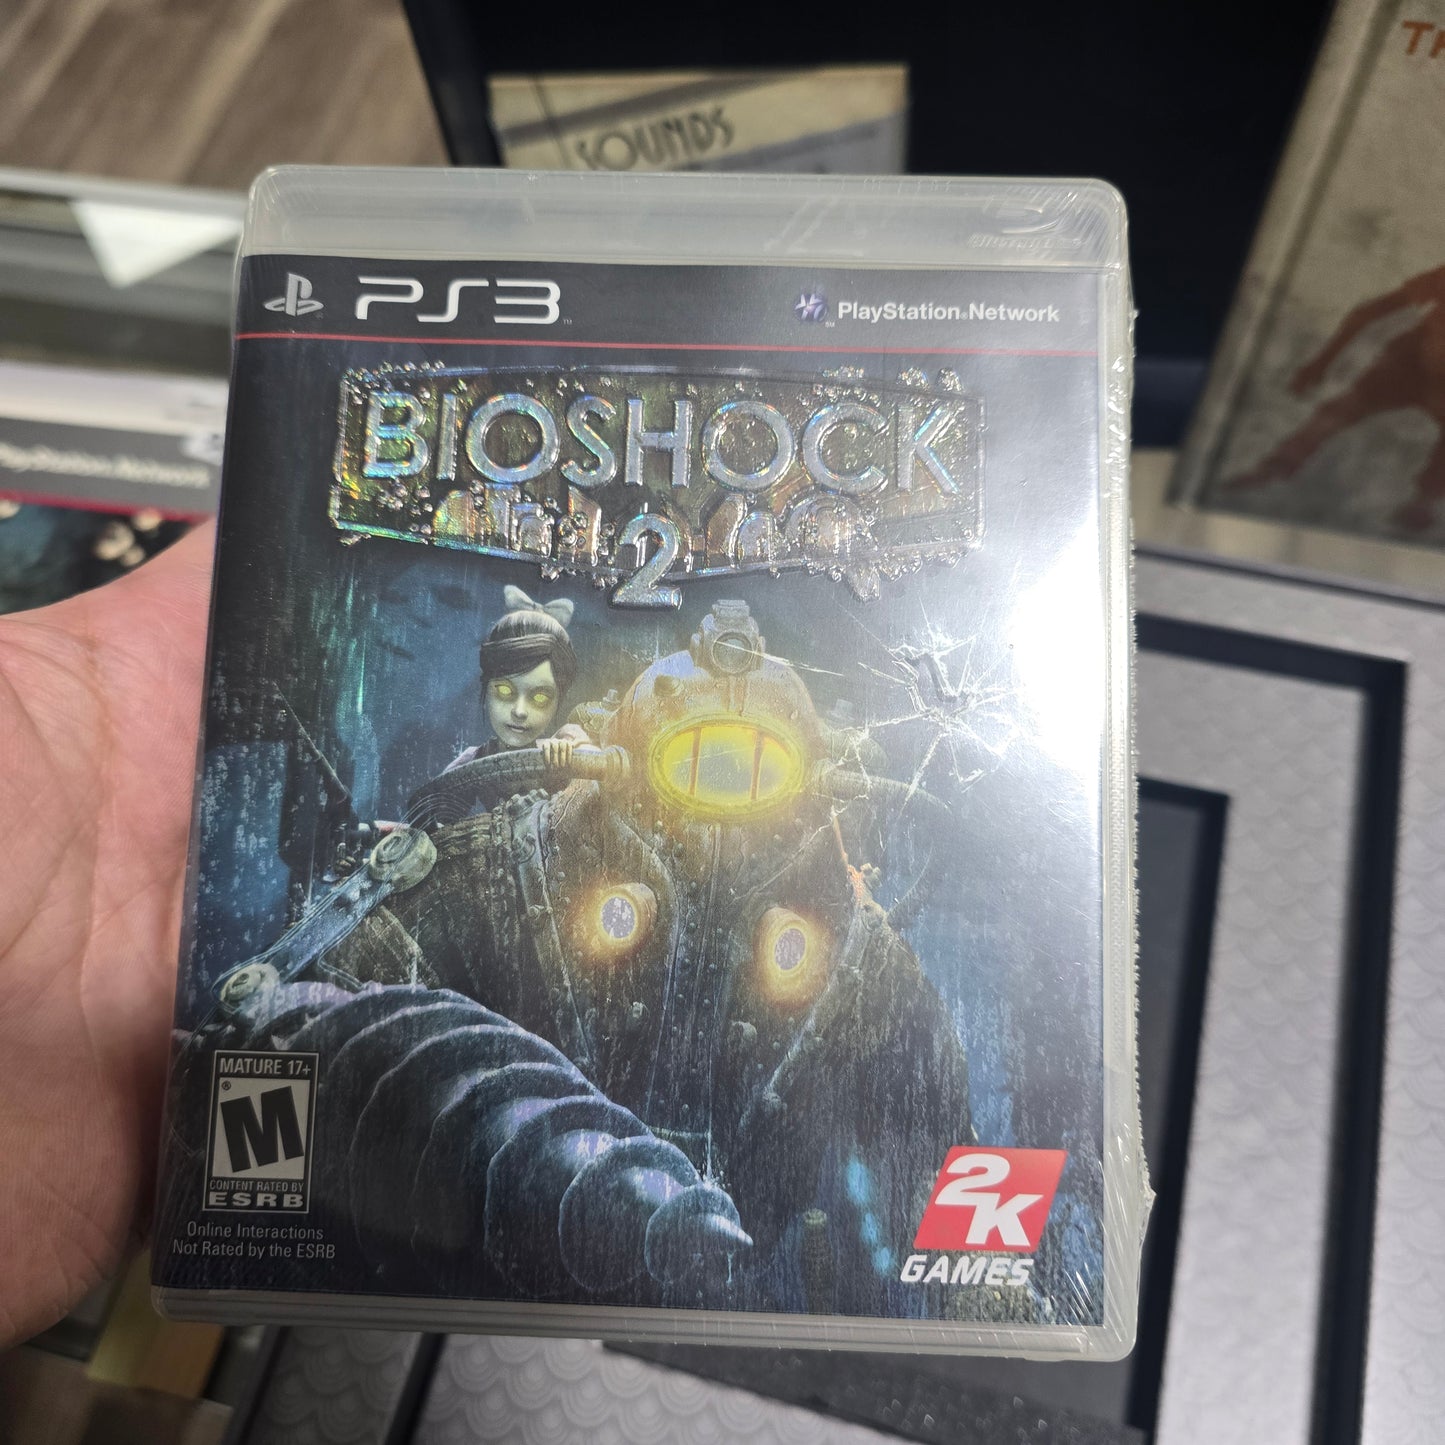 SOUNDS
PS3™
PlayStation®Network
BIOSHOCK
2
PlayStation®Network
MATURE 17+
M
CONTENT RATED BY
ESRB
Online Interactions
Not Rated by the ESRB
2K
GAMES